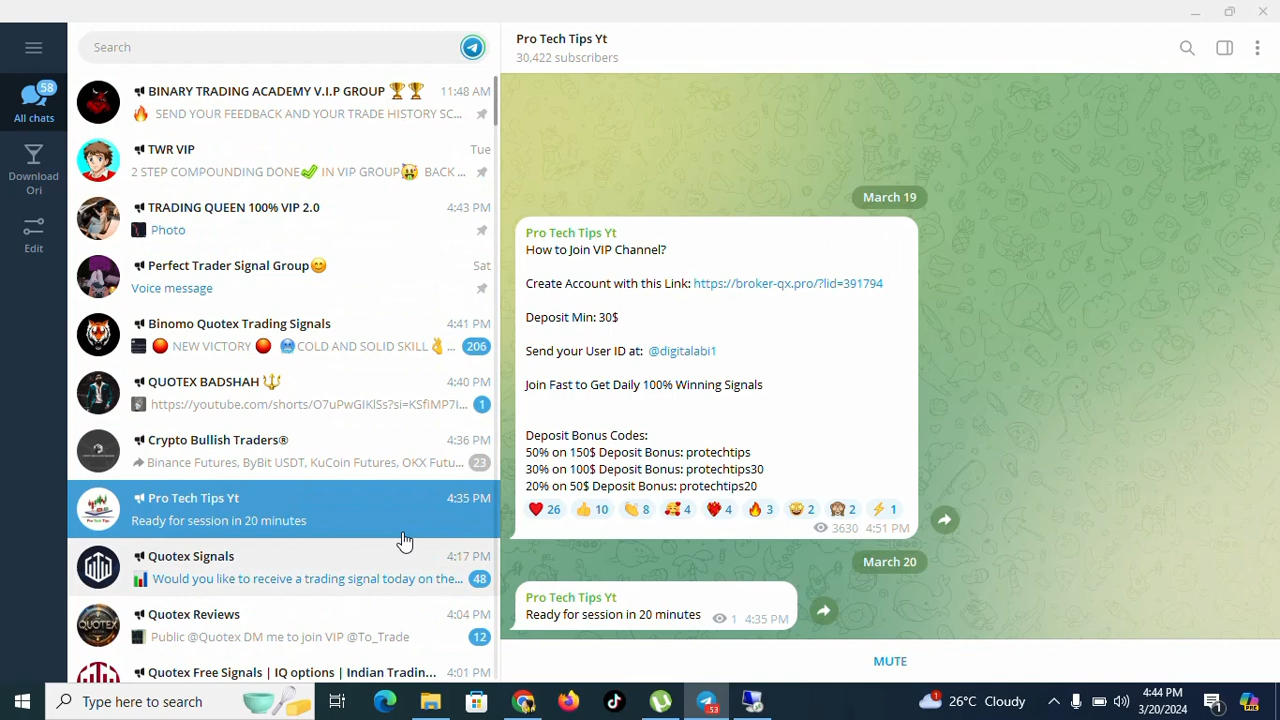 Search
58
All chats
Download
Ori
Edit
BINARY TRADING ACADEMY V.I.P GROUP 🏆🏆 11:48 AM
🔥 SEND YOUR FEEDBACK AND YOUR TRADE HISTORY SC...
TWR VIP Tue
2 STEP COMPOUNDING DONE✅ IN VIP GROUP🤑 BACK ...
TRADING QUEEN 100% VIP 2.0 4:43 PM
Photo
Perfect Trader Signal Group😊 Sat
Voice message
Binomo Quotex Trading Signals 4:41 PM
🔴 NEW VICTORY 🔴 🥶COLD AND SOLID SKILL👌... 206
QUOTEX BADSHAH 🔱 4:40 PM
https://youtube.com/shorts/O7uPwGIKlSs?si=KSfiMP7I... 1
Crypto Bullish Traders® 4:36 PM
Binance Futures, ByBit USDT, KuCoin Futures, OKX Futu... 23
Pro Tech Tips Yt 4:35 PM
Ready for session in 20 minutes
Quotex Signals 4:17 PM
📊 Would you like to receive a trading signal today on the... 48
Quotex Reviews 4:04 PM
Public @Quotex DM me to join VIP @To_Trade 12
Quotex Free Signals | IQ options | Indian Tradin... 4:01 PM
Pro Tech Tips Yt
30,422 subscribers
March 19
Pro Tech Tips Yt
How to Join VIP Channel?
Create Account with this Link: https://broker-qx.pro/?lid=391794
Deposit Min: 30$
Send your User ID at: @digitalabi1
Join Fast to Get Daily 100% Winning Signals
Deposit Bonus Codes:
50% on 150$ Deposit Bonus: protechtips
30% on 100$ Deposit Bonus: protechtips30
20% on 50$ Deposit Bonus: protechtips20
❤️ 26 👍 10 👏 8 🥰 4 ❤️‍🔥 4 🔥 3 🤣 2 🙈 2 ⚡ 1
3630 4:51 PM
March 20
Pro Tech Tips Yt
Ready for session in 20 minutes 1 4:35 PM
MUTE
Type here to search
53
1
26°C Cloudy
4:44 PM
3/20/2024
1
PRE